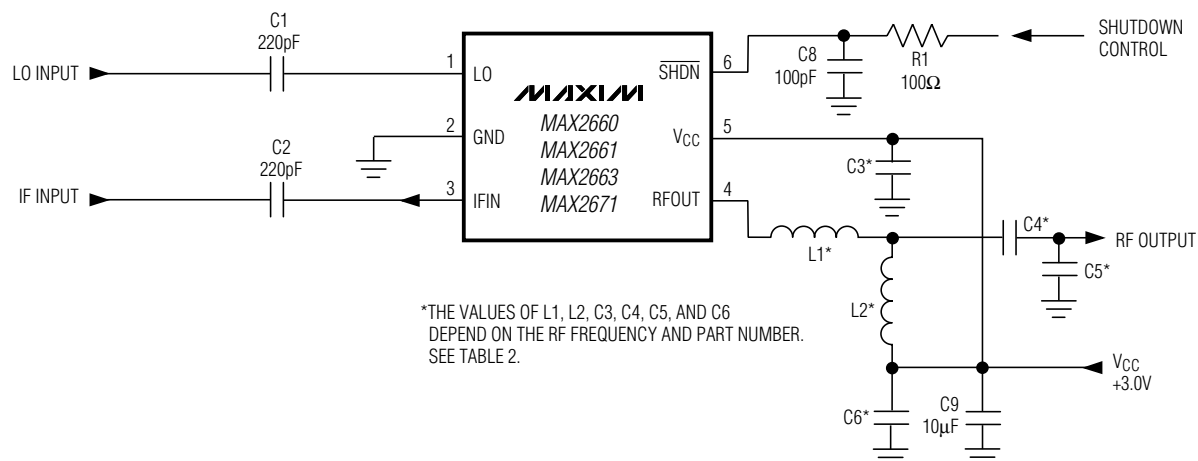 C1
220pF
LO INPUT
1
LO
C2
220pF
2
GND
IF INPUT
3
IFIN
MAXIM
MAX2660
MAX2661
MAX2663
MAX2671
SHDN
6
VCC
5
RFOUT
4
C8
100pF
R1
100Ω
SHUTDOWN
CONTROL
C3*
L1*
C4*
RF OUTPUT
C5*
L2*
*THE VALUES OF L1, L2, C3, C4, C5, AND C6
DEPEND ON THE RF FREQUENCY AND PART NUMBER.
SEE TABLE 2.
VCC
+3.0V
C6*
C9
10μF